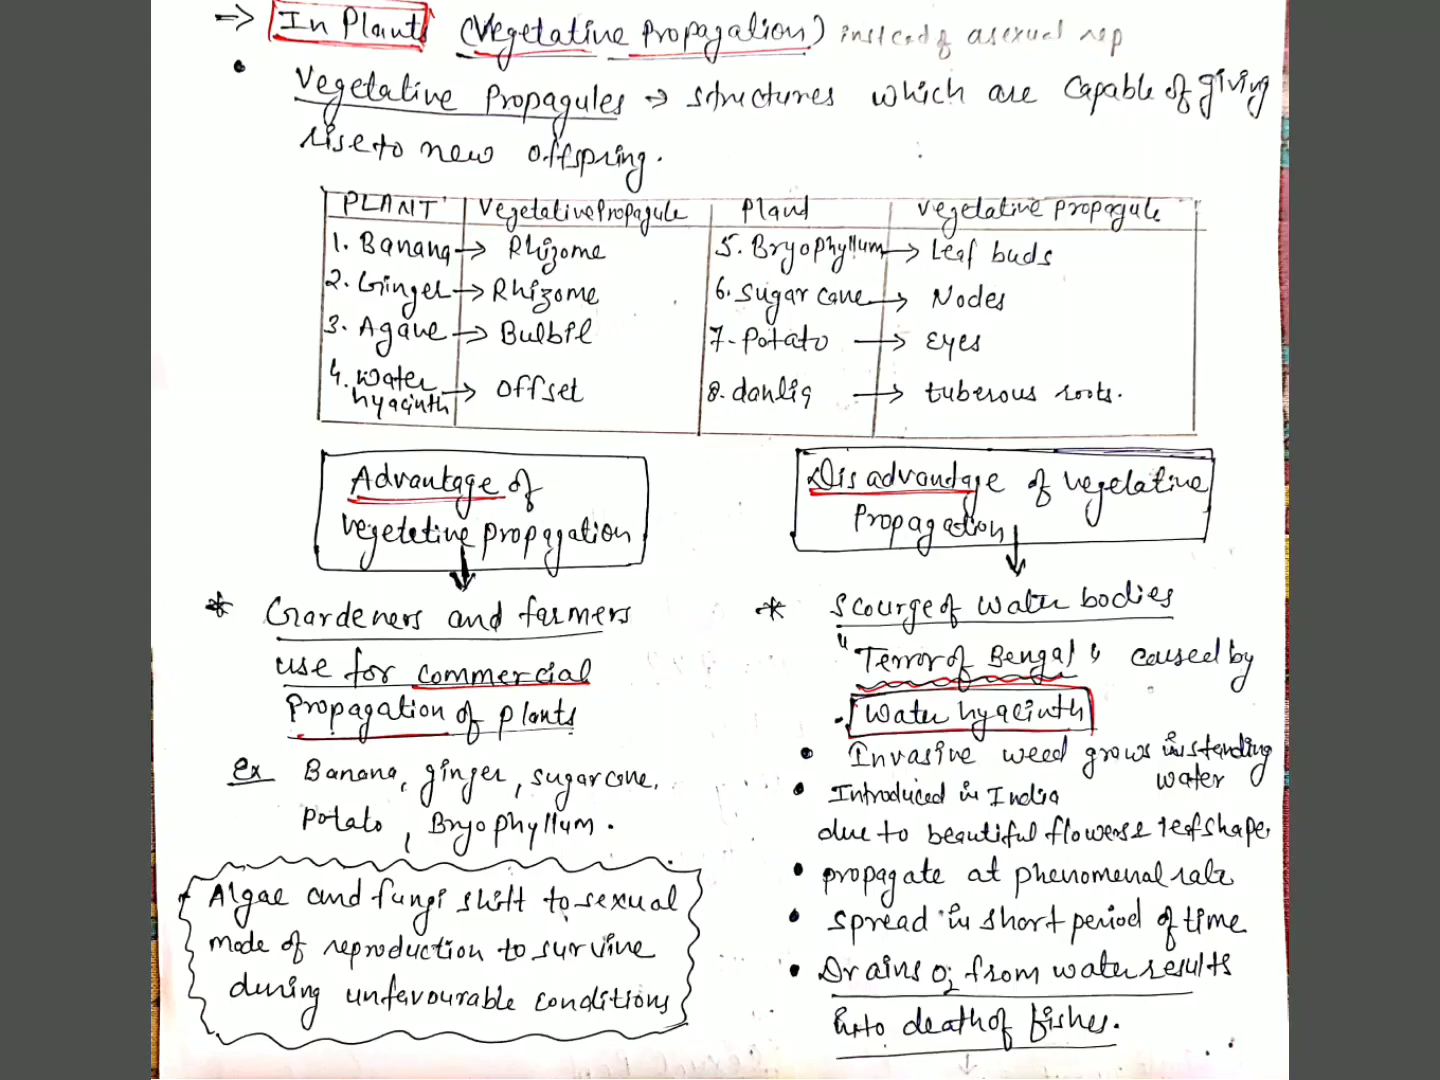 => In Plants (Vegetative Propagation) instead of asexual rep
• Vegetative Propagules → structures which are capable of giving
rise to new offspring.
PLANT | Vegetative Propagule | Plant | vegetative propagule
1. Banana → Rhizome | 5. Bryophyllum → Leaf buds
2. Ginger → Rhizome | 6. Sugar cane → Nodes
3. Agave → Bulbil | 7. Potato → Eyes
4. Water hyacinth → Offset | 8. dahlia → tuberous roots.
Advantage of
vegetetive propagation
* Gardeners and farmers
use for commercial
Propagation of plants
ex Banana, ginger, sugar cane,
Potato, Bryophyllum.
* Algae and fungi shift to sexual
mode of reproduction to survive
during unfavourable conditions
Disadvantage of vegelative
Propagation
* Scourge of water bodies
"Terror of Bengal" caused by
. Water hyacinth
• Invasive weed grows in standing
water
• Introduced in India
due to beautiful flowers & leaf shape,
• propagate at phenomenal rate
• spread in short period of time
• Drains O2 from water results
into death of fishes.